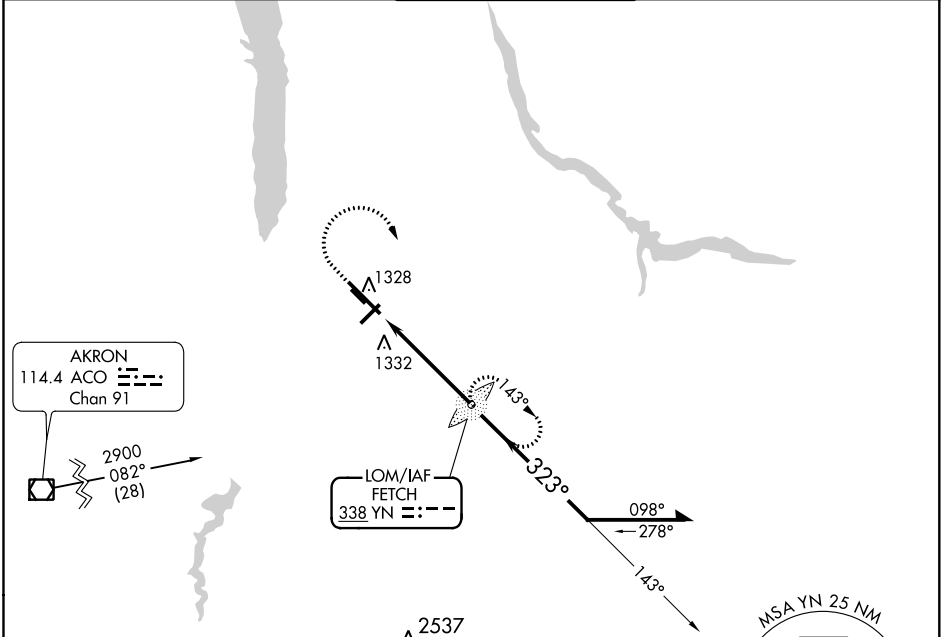 1328
1332
AKRON
114.4 ACO
Chan 91
2900
082°
(28)
143°
LOM/IAF
FETCH
338 YN
323°
098°
278°
143°
MSA YN 25 NM
2537